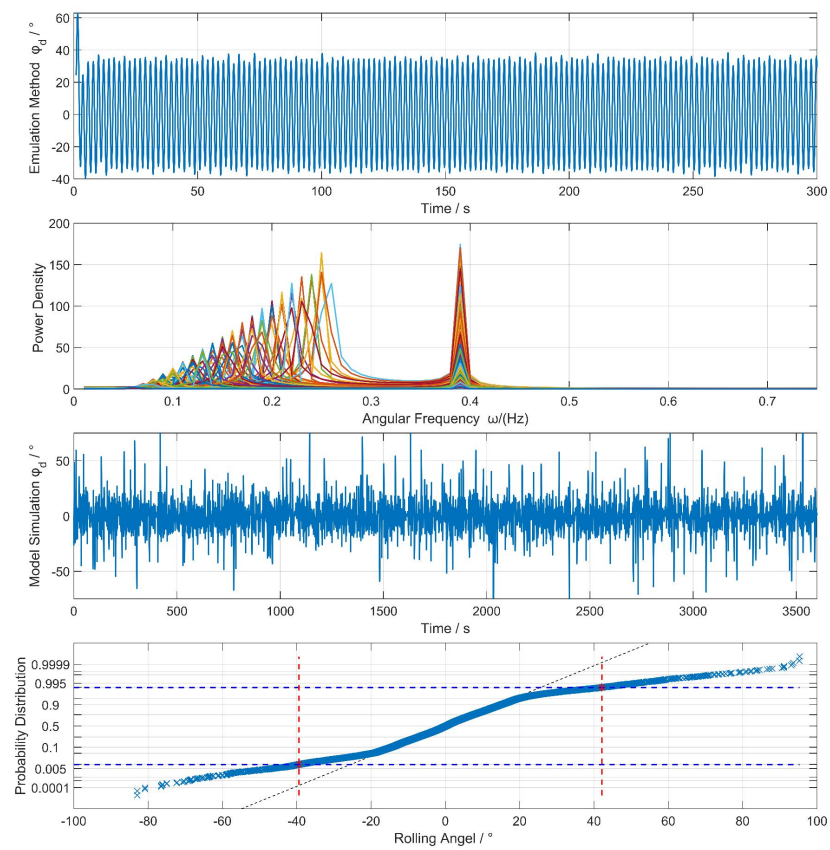 60
40
20
0
-20
-40
Emulation Method φd / °
0 50 100 150 200 250 300
Time / s
200
150
100
50
0
Power Density
0.1 0.2 0.3 0.4 0.5 0.6 0.7
Angular Frequency ω/(Hz)
50
0
-50
Model Simulation φd / °
0 500 1000 1500 2000 2500 3000 3500
Time / s
0.9999
0.995
0.9
0.5
0.1
0.005
0.0001
Probability Distribution
-100 -80 -60 -40 -20 0 20 40 60 80 100
Rolling Angel / °